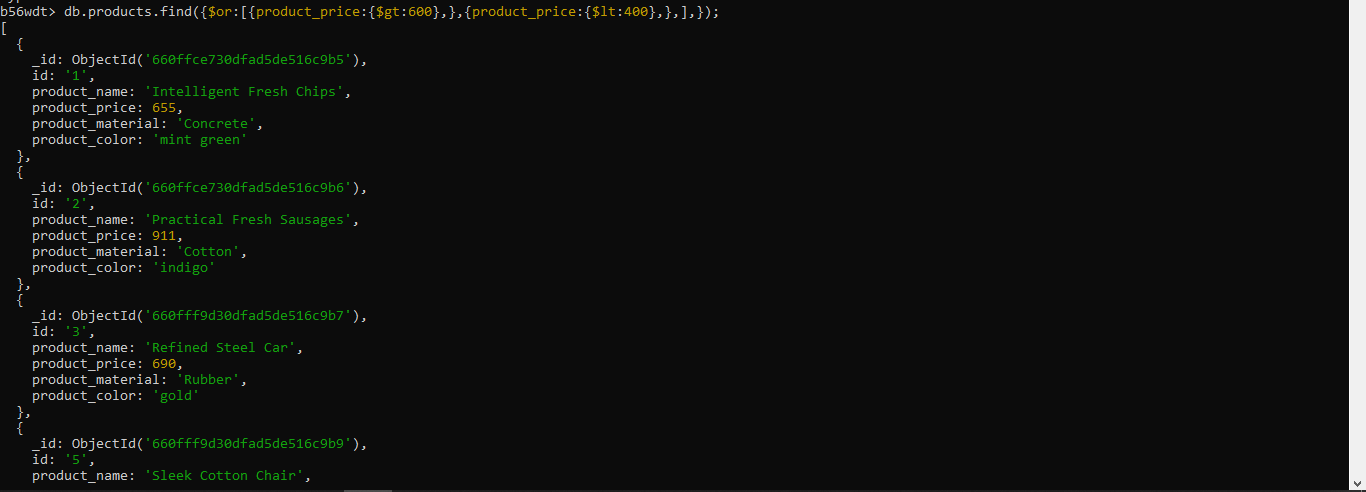 b56wdt> db.products.find({$or:[{product_price:{$gt:600},},{product_price:{$lt:400},},],});
[
  {
    _id: ObjectId('660ffce730dfad5de516c9b5'),
    id: '1',
    product_name: 'Intelligent Fresh Chips',
    product_price: 655,
    product_material: 'Concrete',
    product_color: 'mint green'
  },
  {
    _id: ObjectId('660ffce730dfad5de516c9b6'),
    id: '2',
    product_name: 'Practical Fresh Sausages',
    product_price: 911,
    product_material: 'Cotton',
    product_color: 'indigo'
  },
  {
    _id: ObjectId('660fff9d30dfad5de516c9b7'),
    id: '3',
    product_name: 'Refined Steel Car',
    product_price: 690,
    product_material: 'Rubber',
    product_color: 'gold'
  },
  {
    _id: ObjectId('660fff9d30dfad5de516c9b9'),
    id: '5',
    product_name: 'Sleek Cotton Chair',